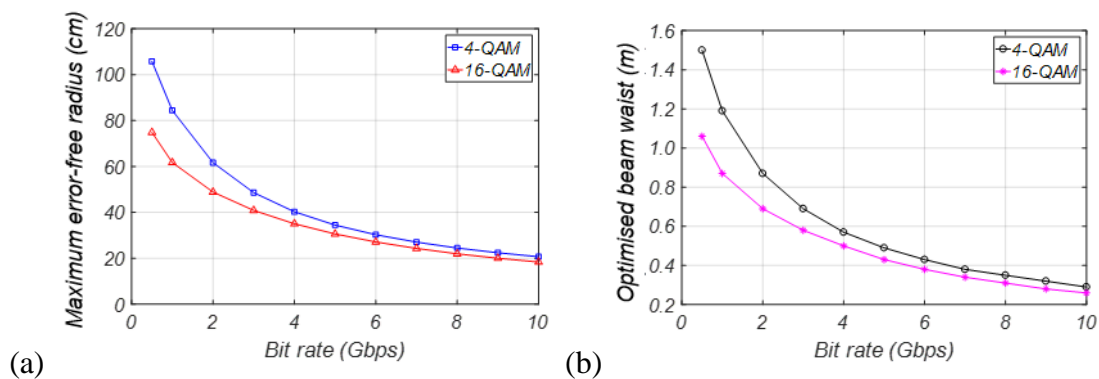 Maximum error-free radius (cm)
120
100
80
60
40
20
0
4-QAM
16-QAM
0 2 4 6 8 10
Bit rate (Gbps)
(a)
Optimised beam waist (m)
1.6
1.4
1.2
1.0
0.8
0.6
0.4
0.2
4-QAM
16-QAM
0 2 4 6 8 10
Bit rate (Gbps)
(b)